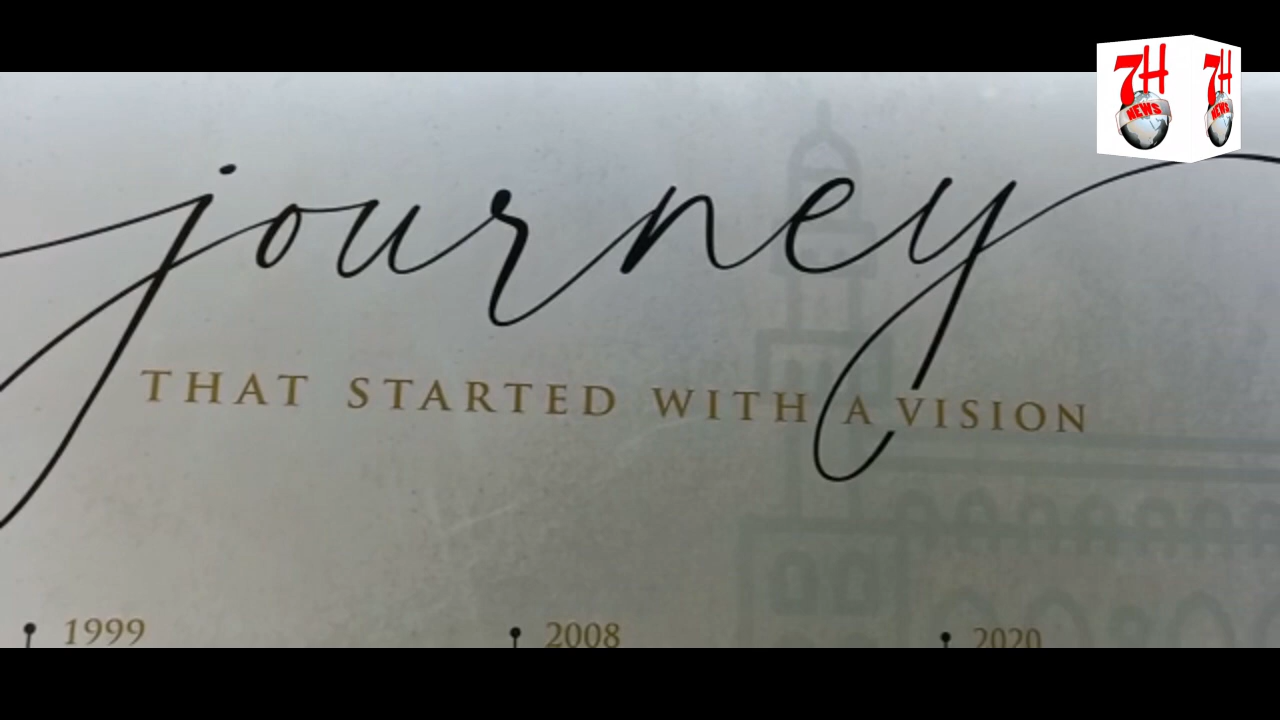 7H
NEWS
7H
NEWS
journey
THAT STARTED WITH A VISION
1999 2008 2020